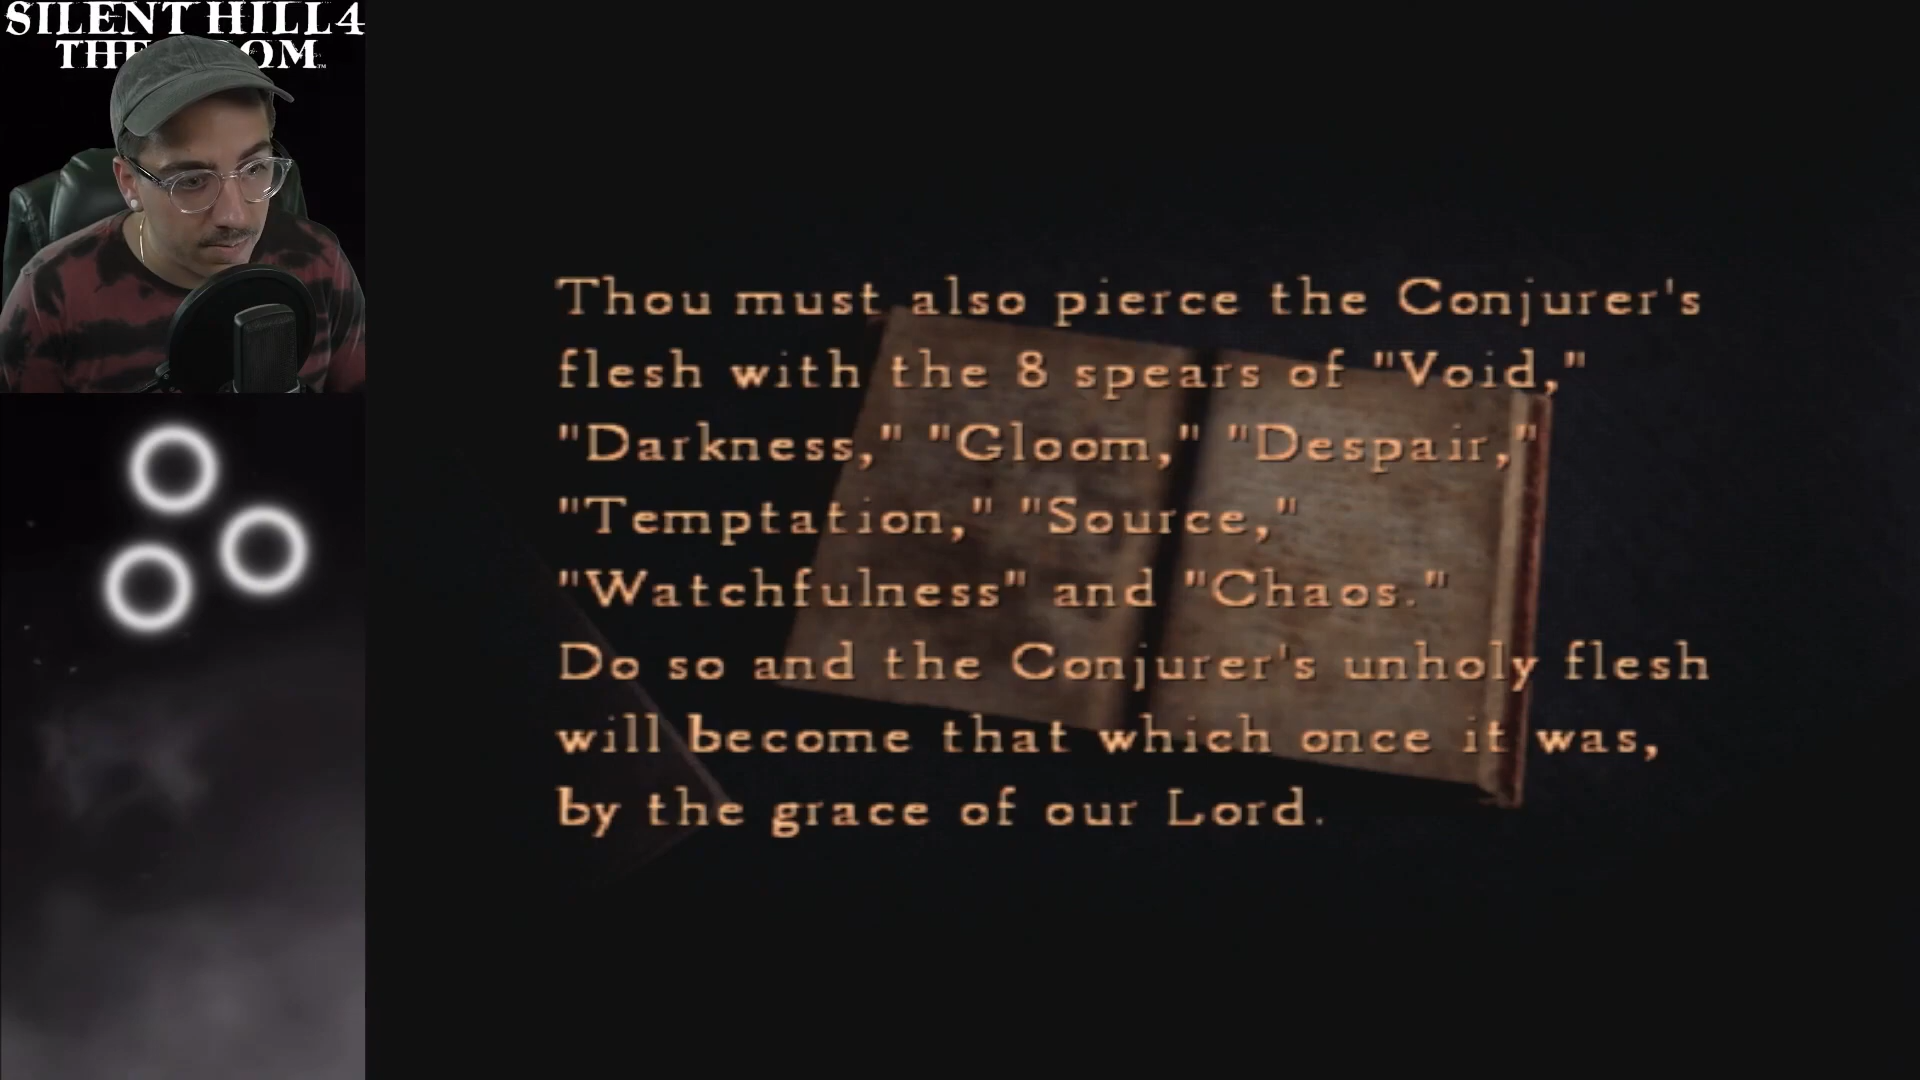 SILENT HILL 4
Thou must also pierce the Conjurer's
flesh with the 8 spears of "Void,"
"Darkness," "Gloom," "Despair,"
"Temptation," "Source,"
"Watchfulness" and "Chaos."
Do so and the Conjurer's unholy flesh
will become that which once it was,
by the grace of our Lord.